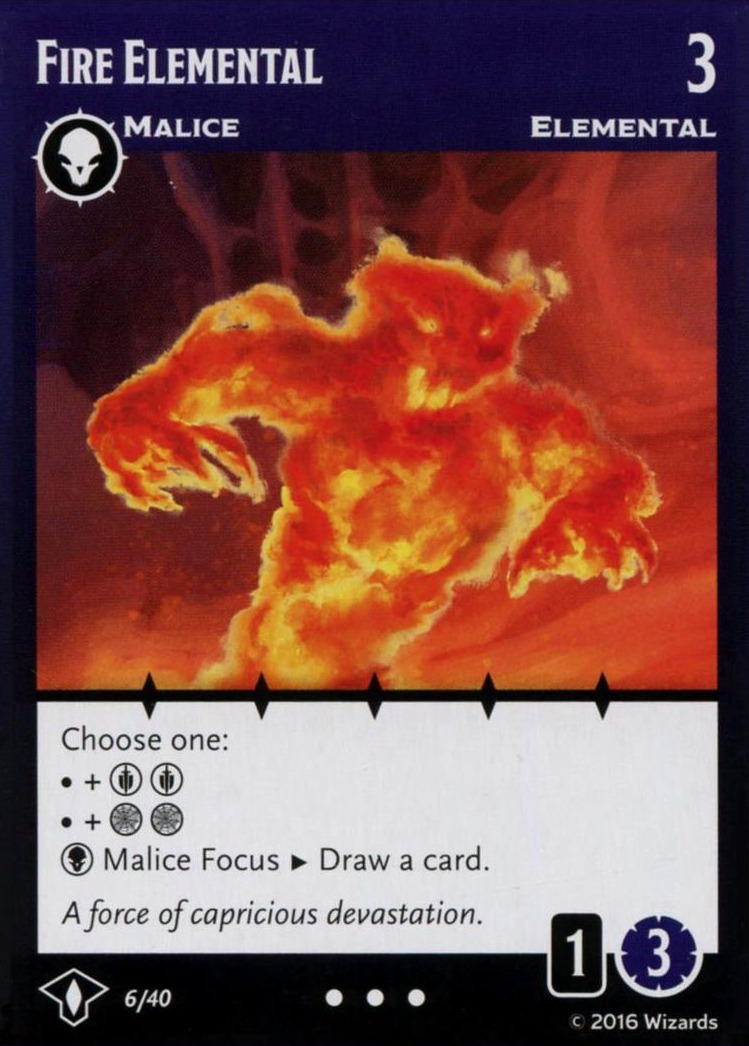 FIRE ELEMENTAL
3
MALICE
ELEMENTAL
Choose one:
• +
• +
Malice Focus ▸ Draw a card.
A force of capricious devastation.
1
3
6/40
© 2016 Wizards